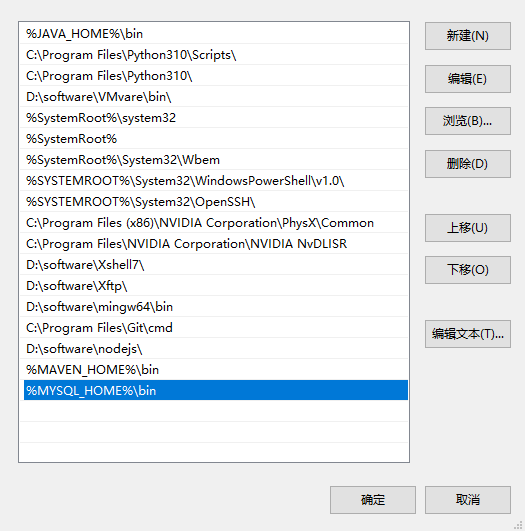 %JAVA_HOME%\bin
C:\Program Files\Python310\Scripts\
C:\Program Files\Python310\
D:\software\VMvare\bin\
%SystemRoot%\system32
%SystemRoot%
%SystemRoot%\System32\Wbem
%SYSTEMROOT%\System32\WindowsPowerShell\v1.0\
%SYSTEMROOT%\System32\OpenSSH\
C:\Program Files (x86)\NVIDIA Corporation\PhysX\Common
C:\Program Files\NVIDIA Corporation\NVIDIA NvDLISR
D:\software\Xshell7\
D:\software\Xftp\
D:\software\mingw64\bin
C:\Program Files\Git\cmd
D:\software\nodejs\
%MAVEN_HOME%\bin
%MYSQL_HOME%\bin
新建(N)
编辑(E)
浏览(B)...
删除(D)
上移(U)
下移(O)
编辑文本(T)...
确定
取消